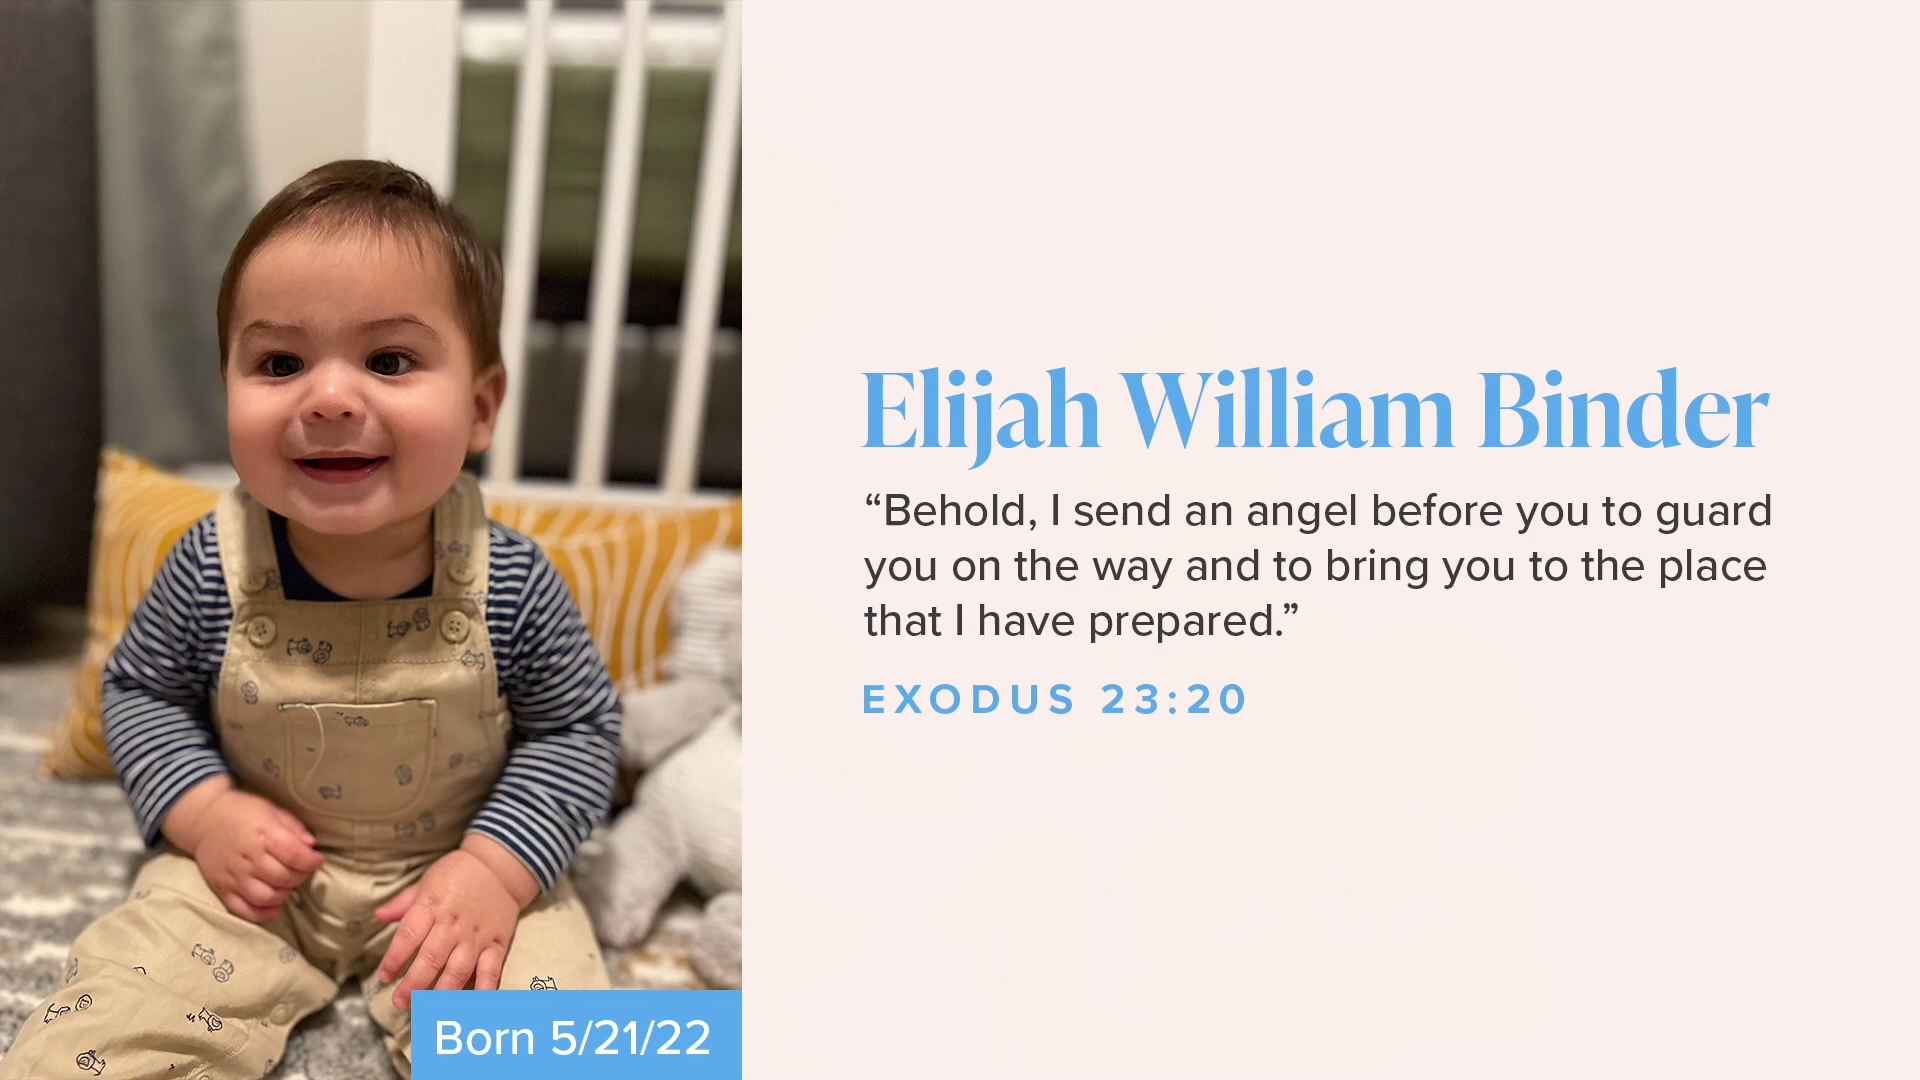 Elijah William Binder
“Behold, I send an angel before you to guard
you on the way and to bring you to the place
that I have prepared.”
EXODUS 23:20
Born 5/21/22